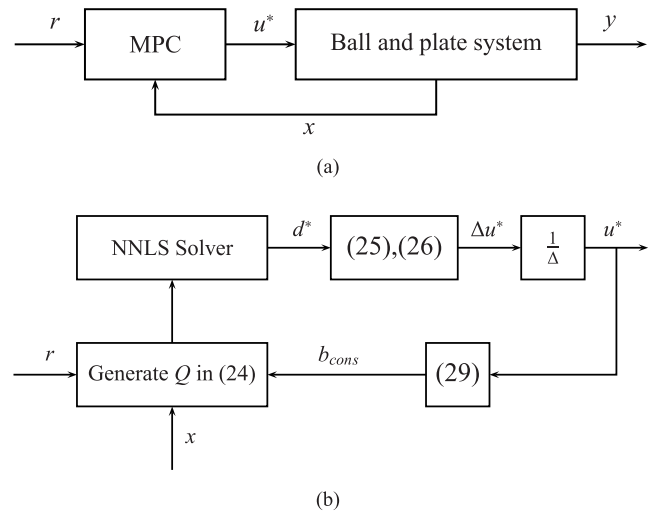 r
MPC
u*
Ball and plate system
y
x
(a)
NNLS Solver
d*
(25),(26)
Δu*
1/Δ
u*
r
Generate Q in (24)
b_cons
(29)
x
(b)